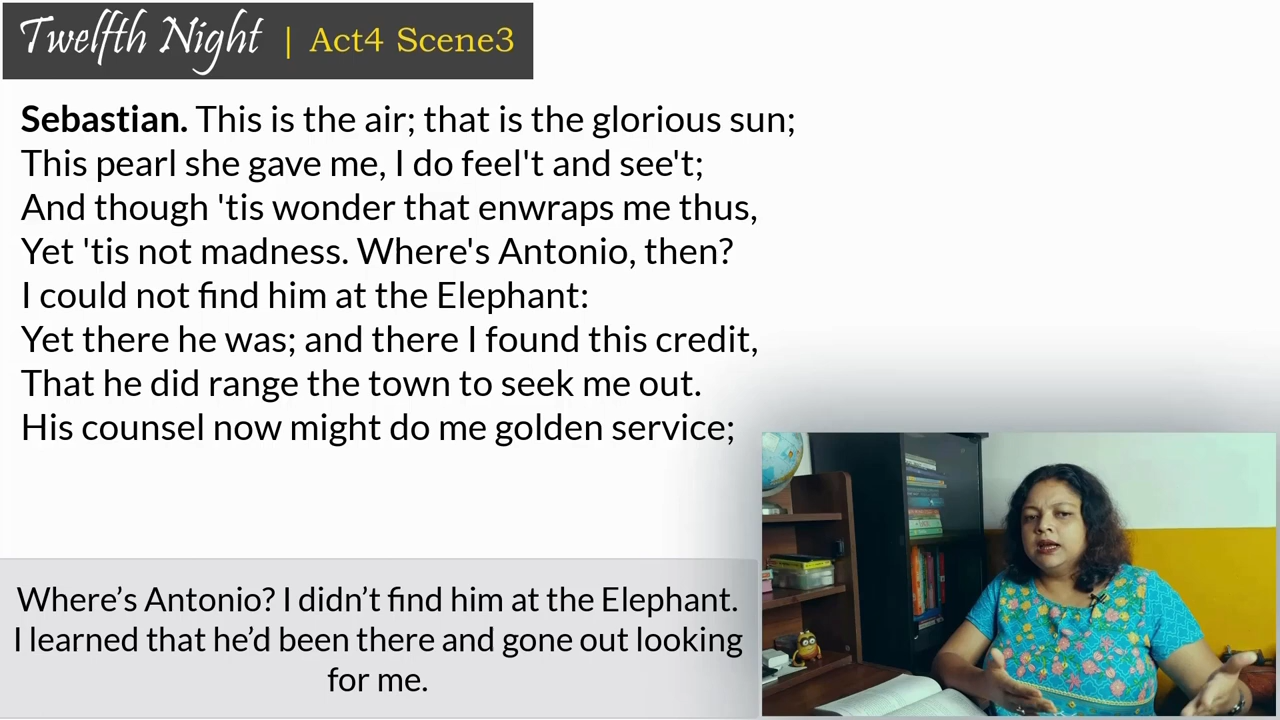 Twelfth Night | Act4 Scene3
Sebastian. This is the air; that is the glorious sun;
This pearl she gave me, I do feel't and see't;
And though 'tis wonder that enwraps me thus,
Yet 'tis not madness. Where's Antonio, then?
I could not find him at the Elephant:
Yet there he was; and there I found this credit,
That he did range the town to seek me out.
His counsel now might do me golden service;
Where’s Antonio? I didn’t find him at the Elephant.
I learned that he’d been there and gone out looking
for me.